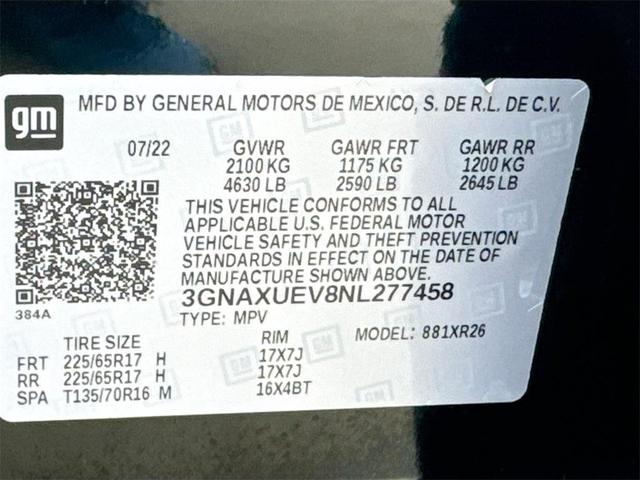 gm
MFD BY GENERAL MOTORS DE MEXICO, S. DE R.L. DE C.V.
07/22 GVWR GAWR FRT GAWR RR
2100 KG 1175 KG 1200 KG
4630 LB 2590 LB 2645 LB
THIS VEHICLE CONFORMS TO ALL
APPLICABLE U.S. FEDERAL MOTOR
VEHICLE SAFETY AND THEFT PREVENTION
STANDARDS IN EFFECT ON THE DATE OF
MANUFACTURE SHOWN ABOVE.
384A
3GNAXUEV8NL277458
TYPE: MPV MODEL: 881XR26
TIRE SIZE RIM
FRT 225/65R17 H 17X7J
RR 225/65R17 H 17X7J
SPA T135/70R16 M 16X4BT